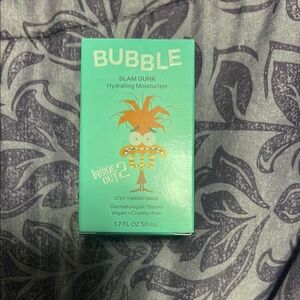 BUBBLE
SLAM DUNK
Hydrating Moisturizer
INSIDE
OUT 2
STEP 3 MOISTURIZE
Dermatologist Tested
Vegan • Cruelty-free
1.7 FL OZ 50 mL